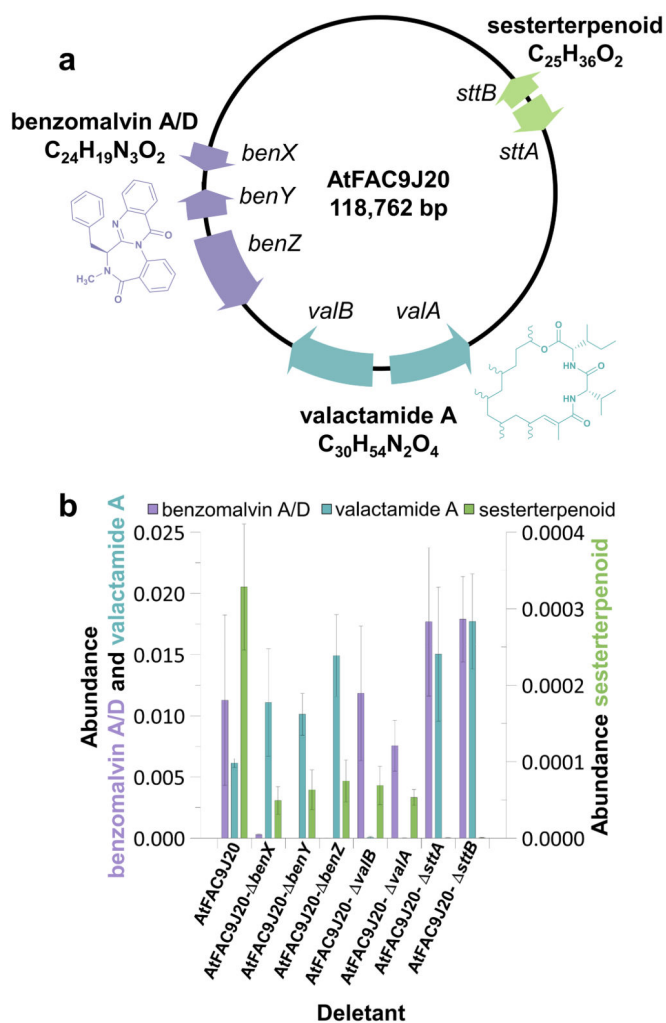 a
sesterterpenoid
C₂₅H₃₆O₂
sttB
sttA
benzomalvin A/D
C₂₄H₁₉N₃O₂
benX
benY
benZ
AtFAC9J20
118,762 bp
N
O
N
N
H₃C
O
valB
valA
O
O
HN
O
HN
O
valactamide A
C₃₀H₅₄N₂O₄
b
benzomalvin A/D valactamide A sesterterpenoid
Abundance
benzomalvin A/D and valactamide A
0.025
0.020
0.015
0.010
0.005
0.000
0.0004
0.0003
0.0002
0.0001
0.0000
Abundance sesterterpenoid
AtFAC9J20
AtFAC9J20-ΔbenX
AtFAC9J20-ΔbenY
AtFAC9J20-ΔbenZ
AtFAC9J20- ΔvalB
AtFAC9J20- ΔvalA
AtFAC9J20- ΔsttA
AtFAC9J20- ΔsttB
Deletant